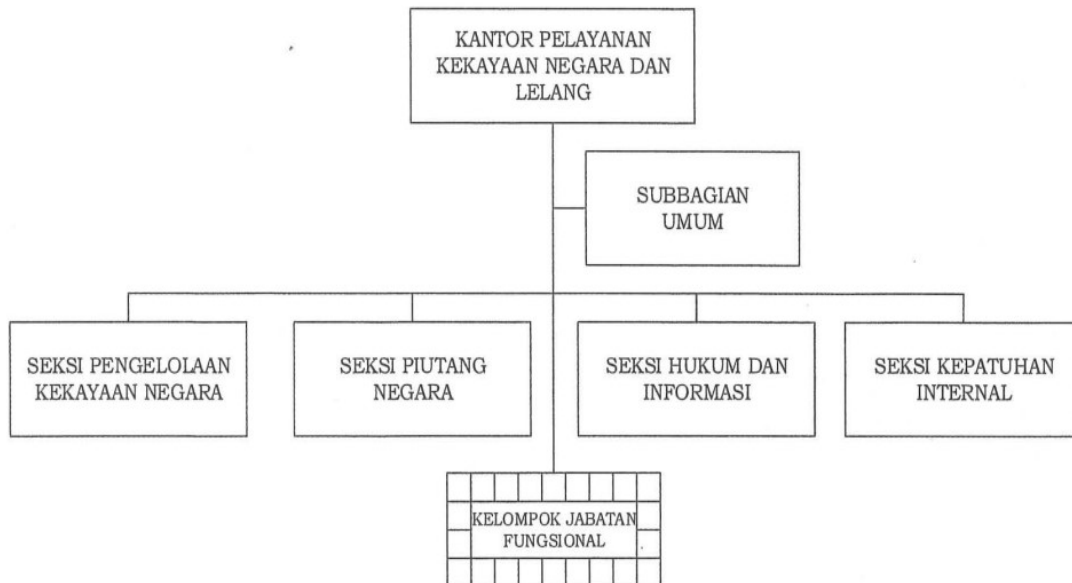 KANTOR PELAYANAN
KEKAYAAN NEGARA DAN
LELANG
SUBBAGIAN
UMUM
SEKSI PENGELOLAAN
KEKAYAAN NEGARA
SEKSI PIUTANG
NEGARA
SEKSI HUKUM DAN
INFORMASI
SEKSI KEPATUHAN
INTERNAL
KELOMPOK JABATAN
FUNGSIONAL